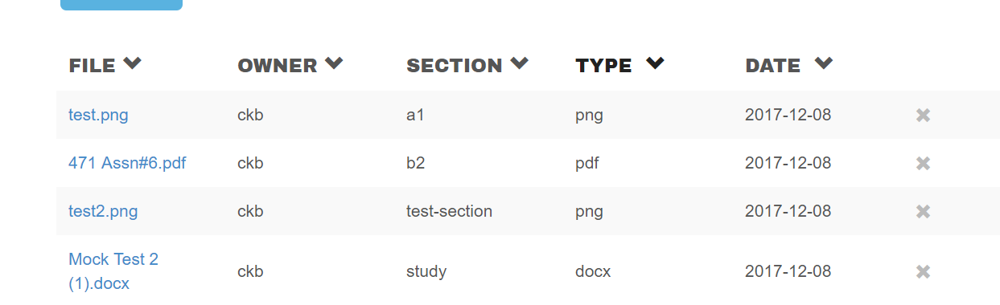 FILE OWNER SECTION TYPE DATE
test.png ckb a1 png 2017-12-08
471 Assn#6.pdf ckb b2 pdf 2017-12-08
test2.png ckb test-section png 2017-12-08
Mock Test 2
(1).docx ckb study docx 2017-12-08